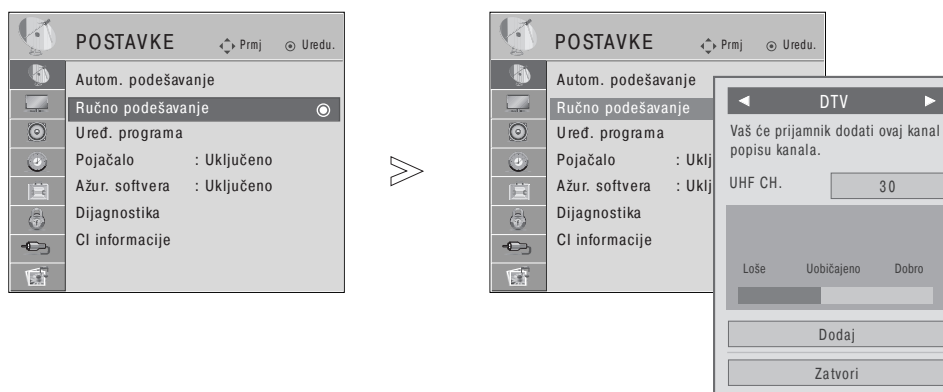 POSTAVKE
Prmj
Uredu.
Autom. podešavanje
Ručno podešavanje
Uređ. programa
Pojačalo : Uključeno
Ažur. softvera : Uključeno
Dijagnostika
CI informacije
POSTAVKE
Prmj
Uredu.
Autom. podešavanje
Ručno podešavanje
Uređ. programa
Pojačalo : Uklj
Ažur. softvera : Uklj
Dijagnostika
CI informacije
DTV
Vaš će prijamnik dodati ovaj kanal
popisu kanala.
UHF CH. 30
Loše Uobičajeno Dobro
Dodaj
Zatvori